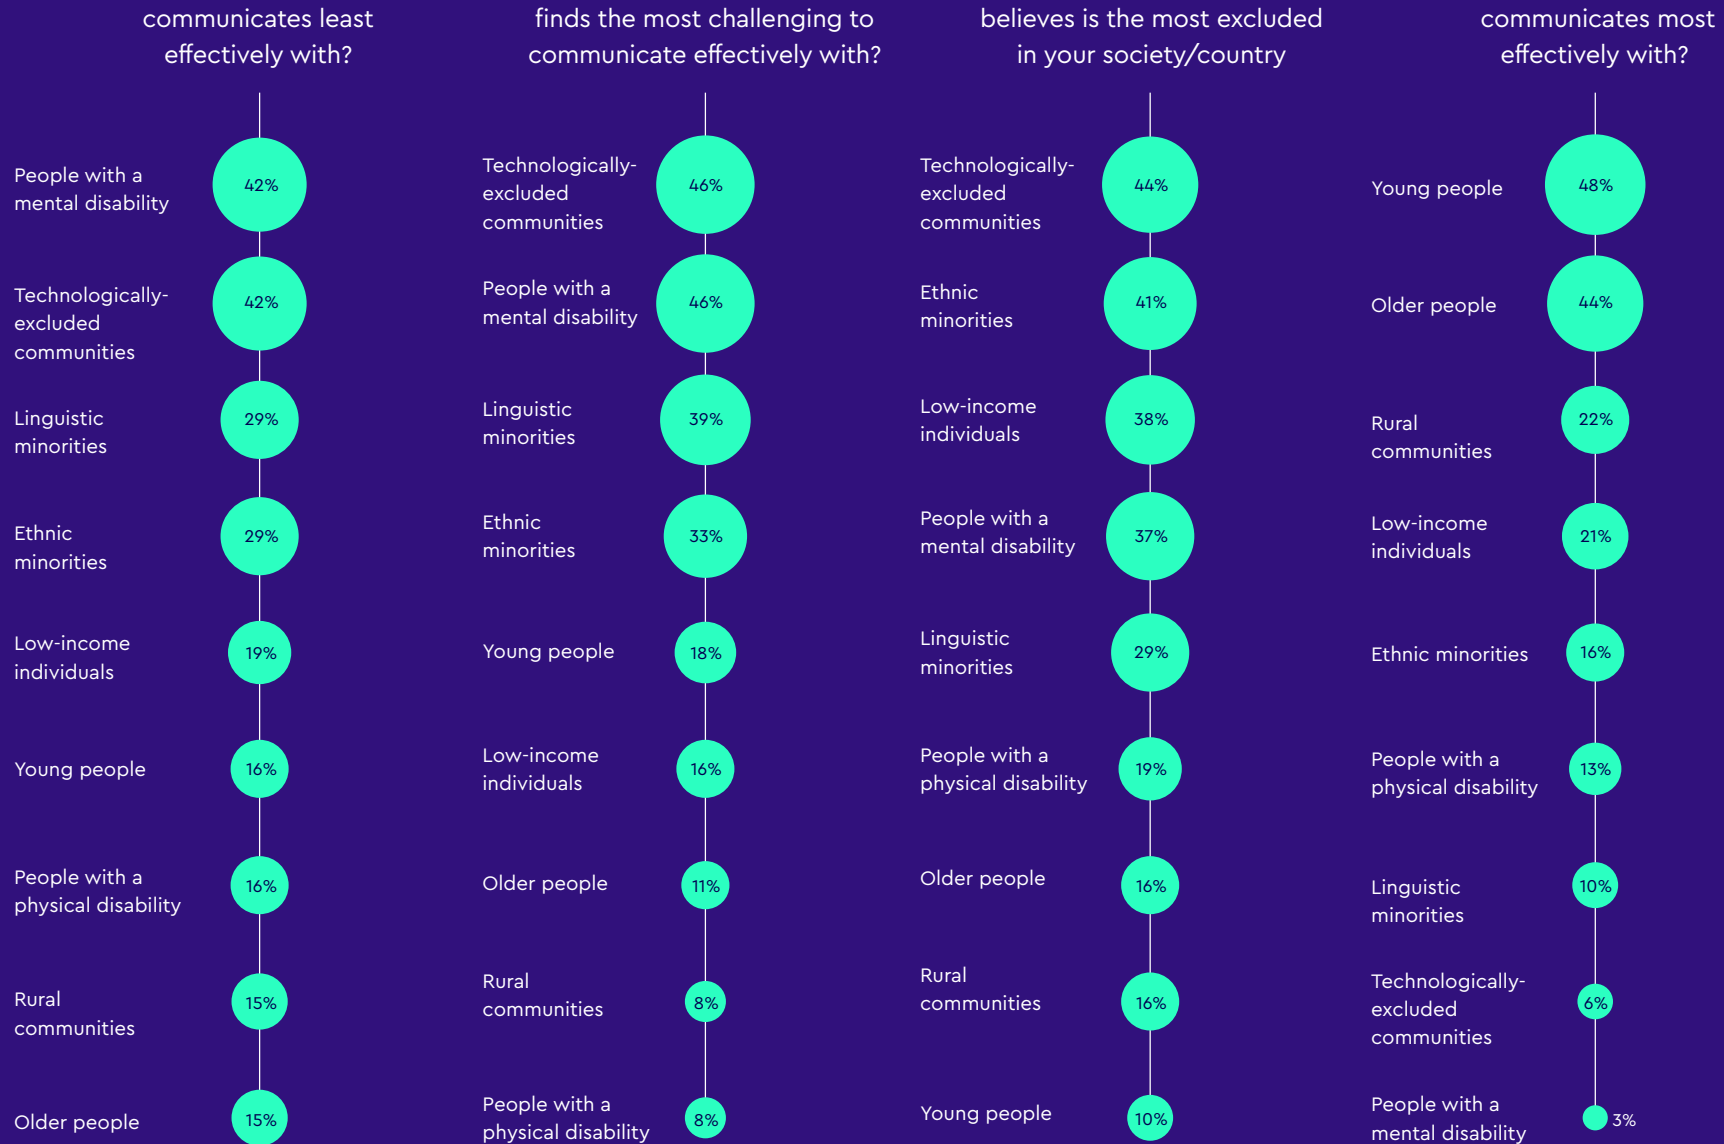 communicates least
effectively with?
People with a
mental disability
42%
Technologically-
excluded
communities
42%
Linguistic
minorities
29%
Ethnic
minorities
29%
Low-income
individuals
19%
Young people
16%
People with a
physical disability
16%
Rural
communities
15%
Older people
15%
finds the most challenging to
communicate effectively with?
Technologically-
excluded
communities
46%
People with a
mental disability
46%
Linguistic
minorities
39%
Ethnic
minorities
33%
Young people
18%
Low-income
individuals
16%
Older people
11%
Rural
communities
8%
People with a
physical disability
8%
believes is the most excluded
in your society/country
Technologically-
excluded
communities
44%
Ethnic
minorities
41%
Low-income
individuals
38%
People with a
mental disability
37%
Linguistic
minorities
29%
People with a
physical disability
19%
Older people
16%
Rural
communities
16%
Young people
10%
communicates most
effectively with?
Young people
48%
Older people
44%
Rural
communities
22%
Low-income
individuals
21%
Ethnic minorities
16%
People with a
physical disability
13%
Linguistic
minorities
10%
Technologically-
excluded
communities
6%
People with a
mental disability
3%